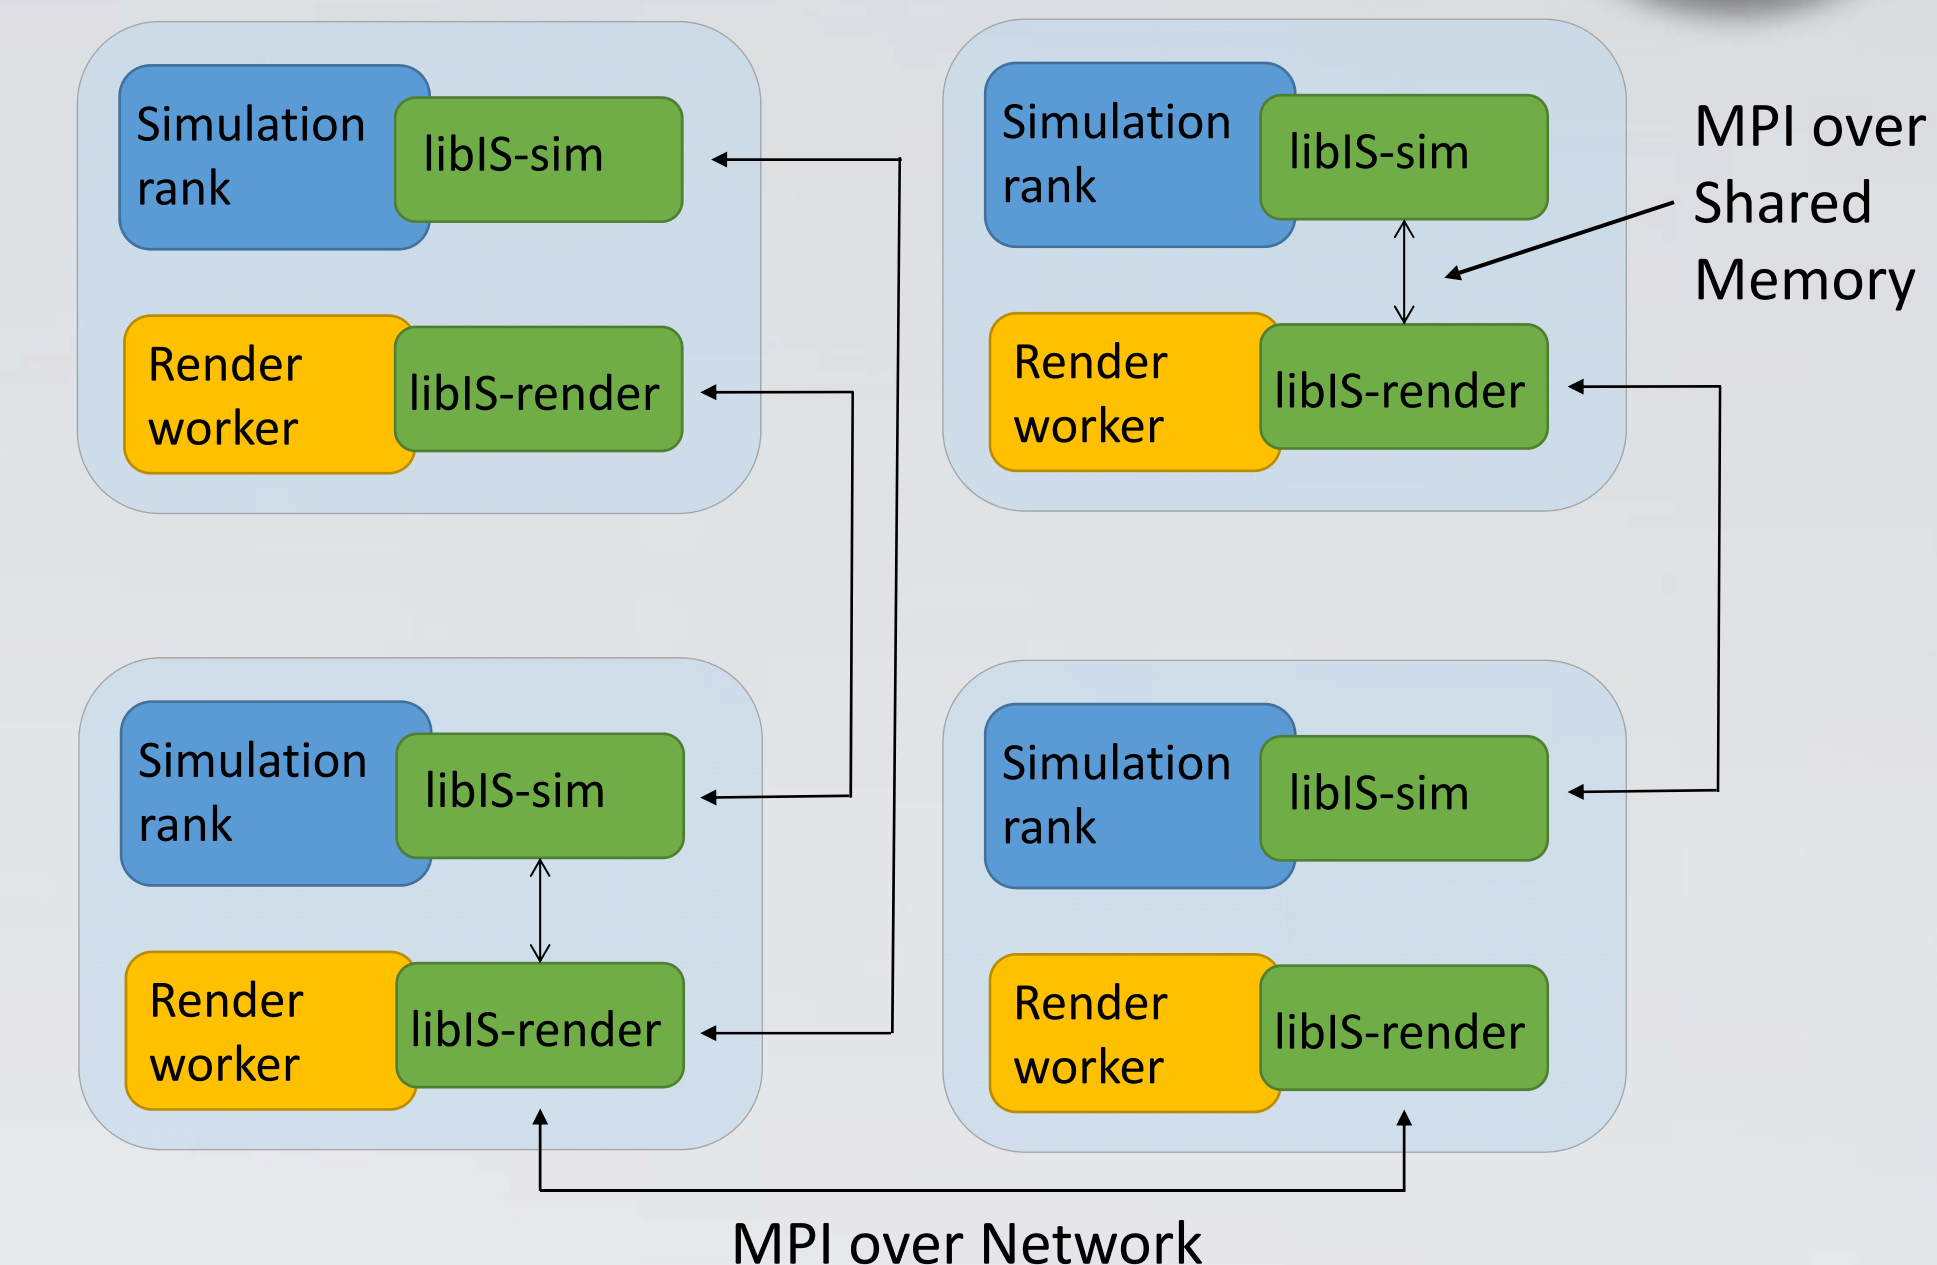 Simulation
rank
libIS-sim
Render
worker
libIS-render
Simulation
rank
libIS-sim
Render
worker
libIS-render
MPI over
Shared
Memory
Simulation
rank
libIS-sim
Render
worker
libIS-render
Simulation
rank
libIS-sim
Render
worker
libIS-render
MPI over Network